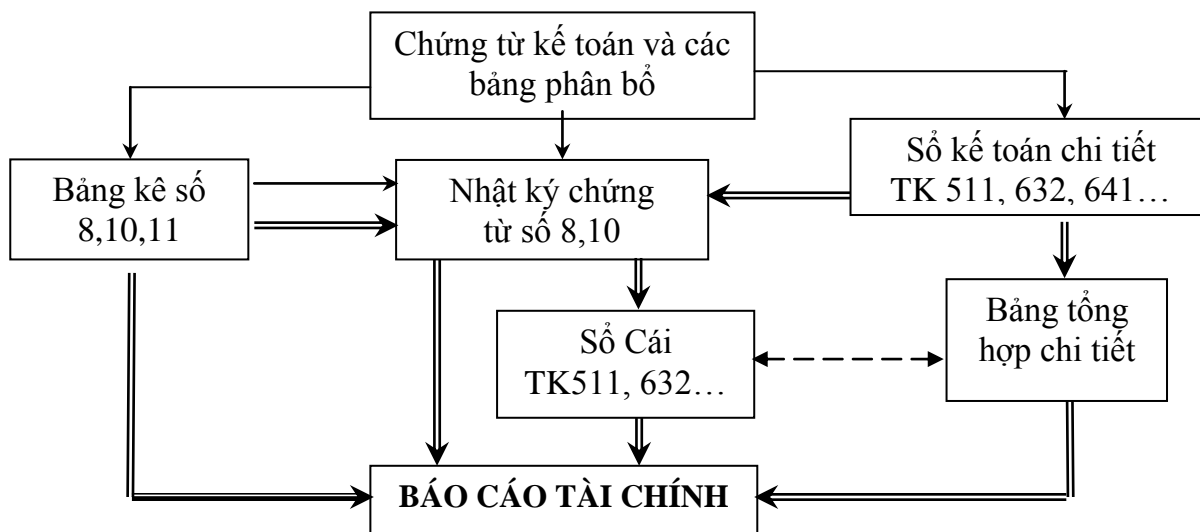 Chứng từ kế toán và các
bảng phân bổ
Bảng kê số
8,10,11
Nhật ký chứng
từ số 8,10
Sổ kế toán chi tiết
TK 511, 632, 641…
Sổ Cái
TK511, 632…
Bảng tổng
hợp chi tiết
BÁO CÁO TÀI CHÍNH